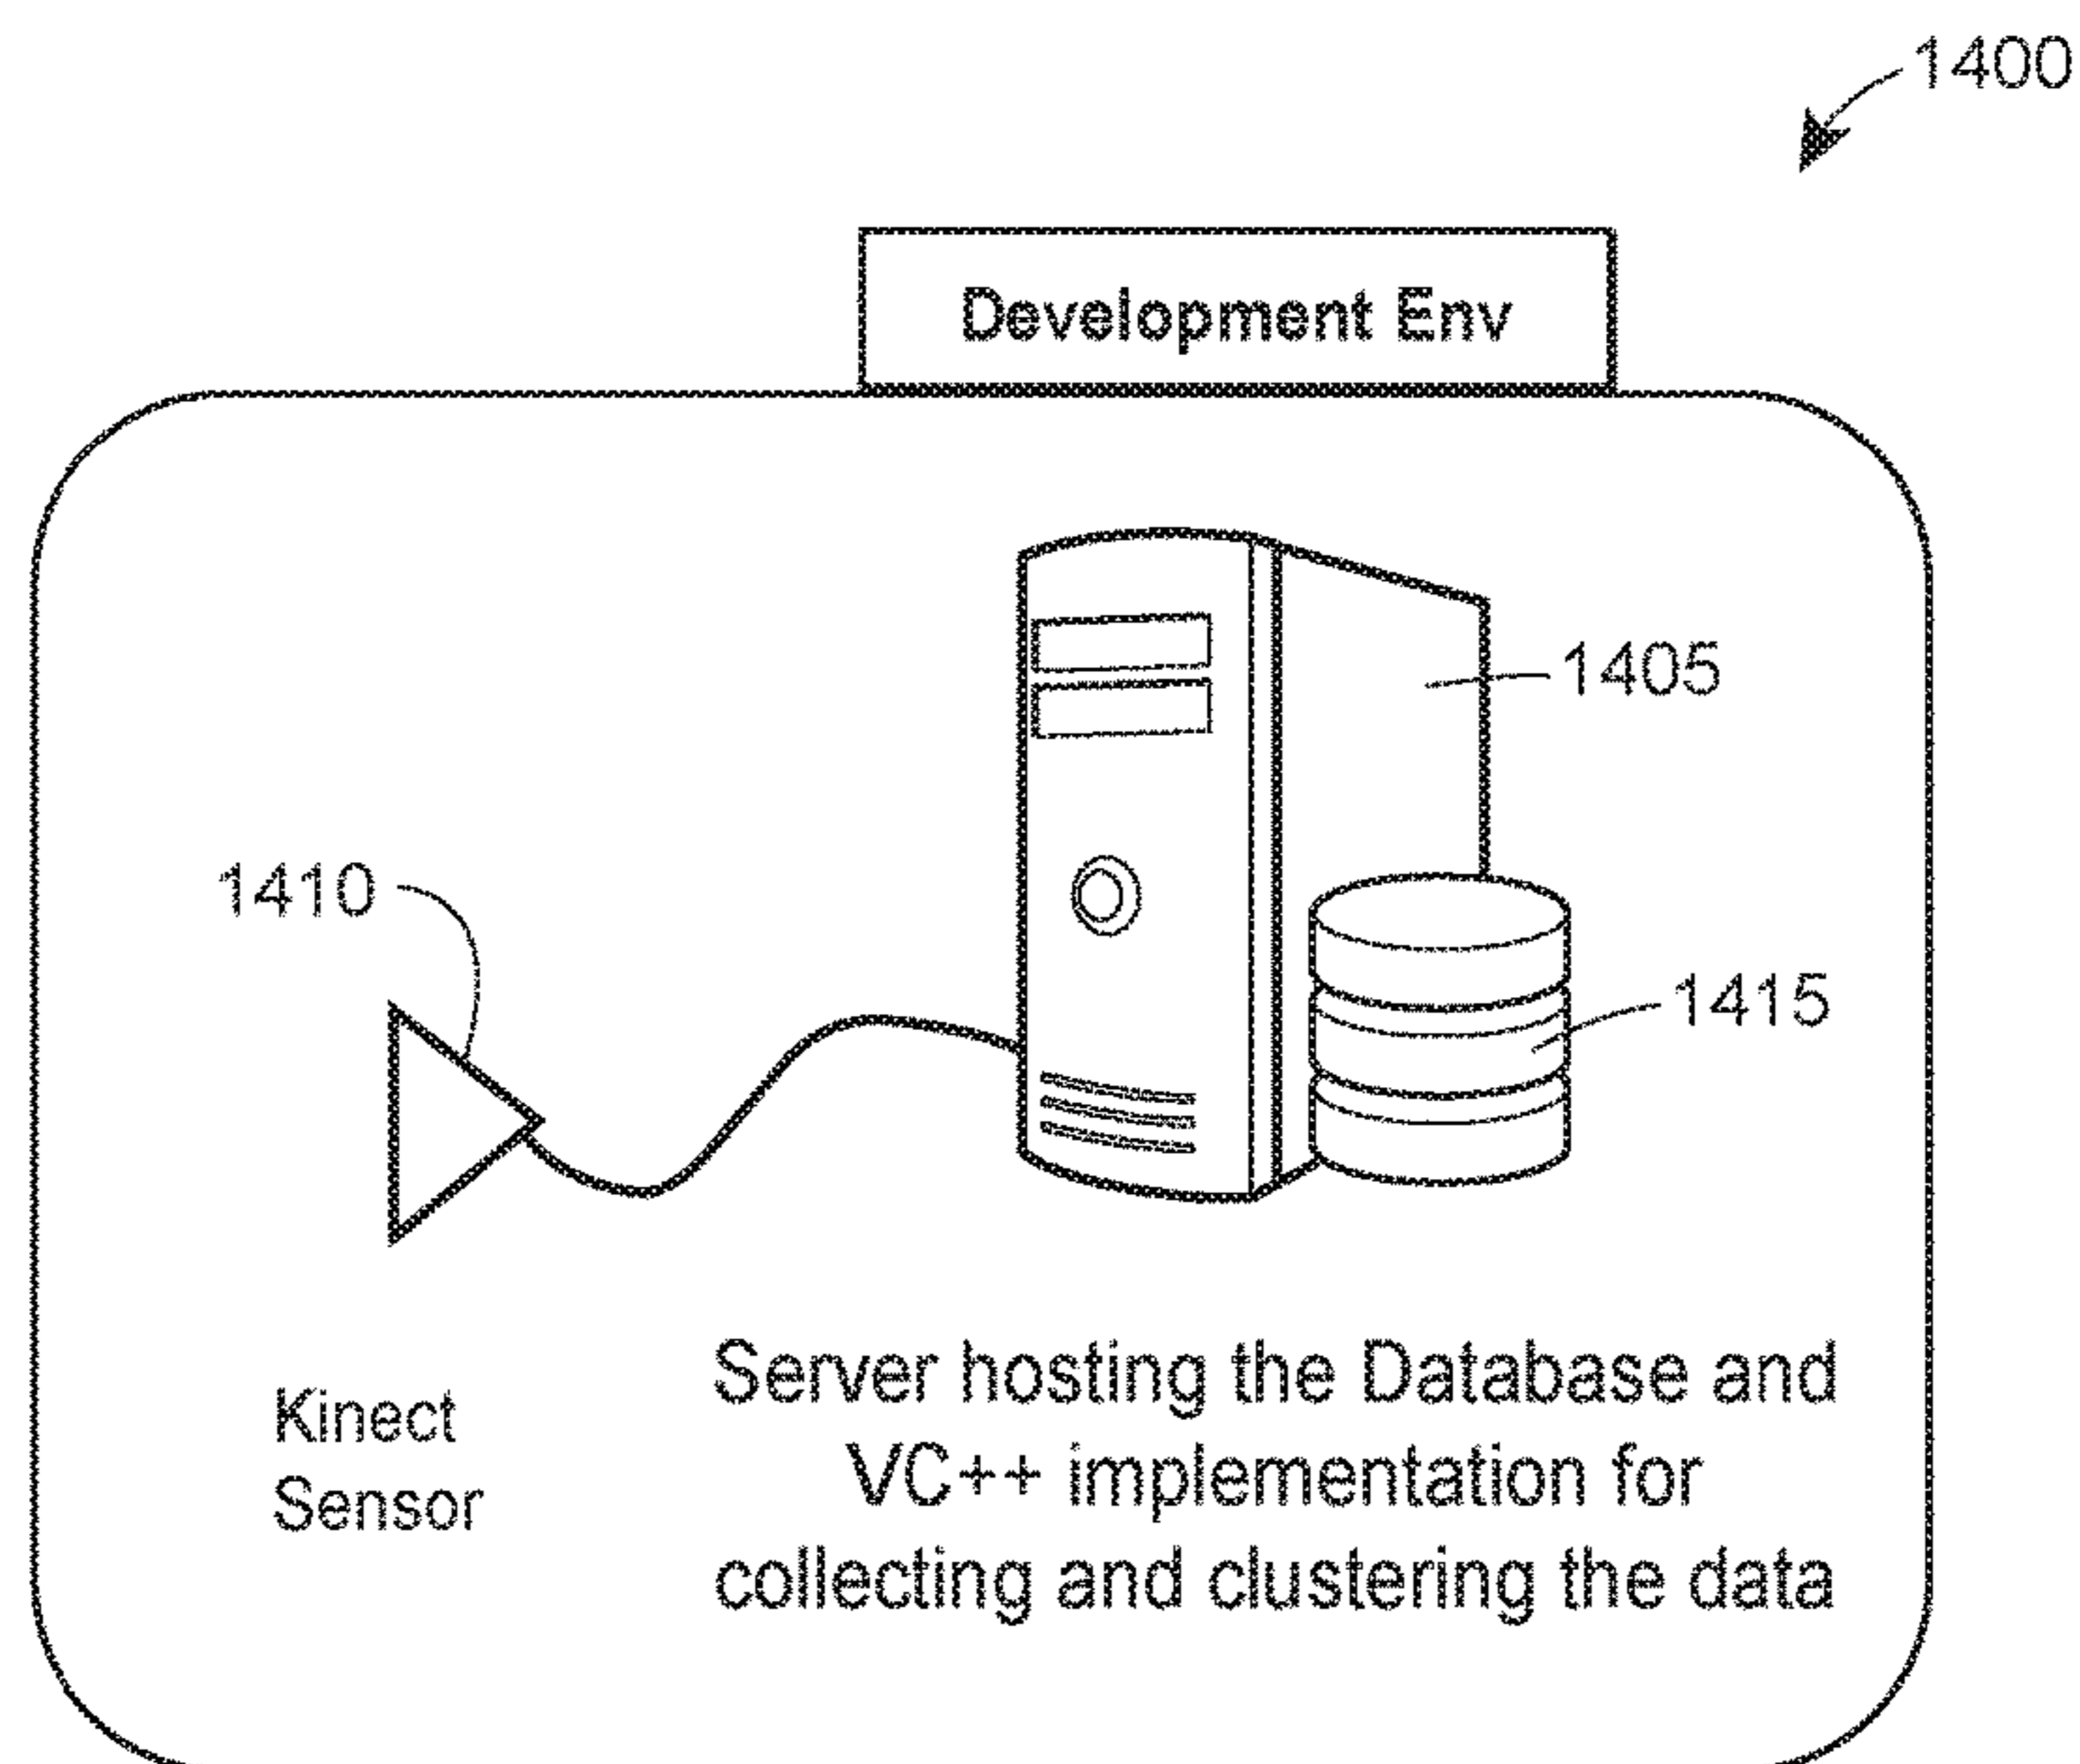 1400
Development Env
1405
1410
1415
Kinect
Sensor
Server hosting the Database and
VC++ implementation for
collecting and clustering the data